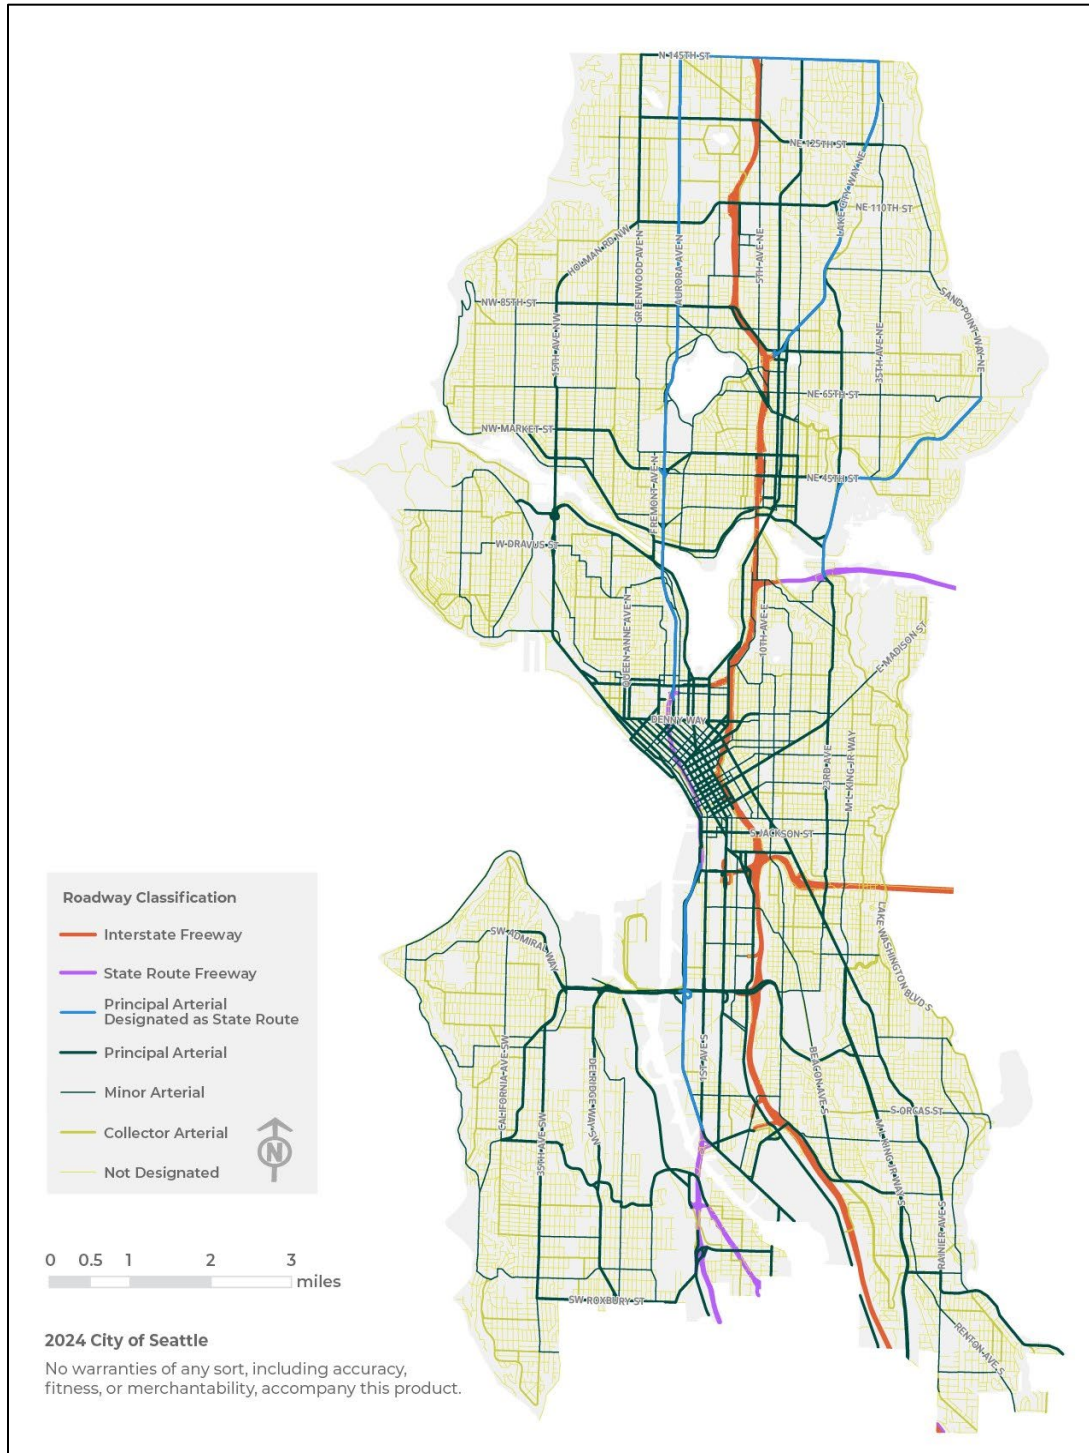 N 145TH ST
NE 125TH ST
LAKE CITY WAY NE
NE 110TH ST
HOLMAN RD NW
GREENWOOD AVE N
AURORA AVE N
5TH AVE NE
SAND POINT WAY NE
NW 85TH ST
15TH AVE NW
35TH AVE NE
NE 65TH ST
NW MARKET ST
FREMONT AVE N
NE 45TH ST
W DRAVUS ST
QUEEN ANNE AVE N
10TH AVE E
E MADISON ST
DENNY WAY
23RD AVE
M L KING JR WAY
S JACKSON ST
LAKE WASHINGTON BLVD S
SW ADMIRAL WAY
CALIFORNIA AVE SW
35TH AVE SW
DELRIDGE WAY SW
1ST AVE S
BEACON AVE S
S ORCAS ST
M L KING JR WAY S
RAINIER AVE S
SW ROXBURY ST
RENTON AVE S
Roadway Classification
Interstate Freeway
State Route Freeway
Principal Arterial
Designated as State Route
Principal Arterial
Minor Arterial
Collector Arterial
N
Not Designated
0 0.5 1 2 3
miles
2024 City of Seattle
No warranties of any sort, including accuracy,
fitness, or merchantability, accompany this product.